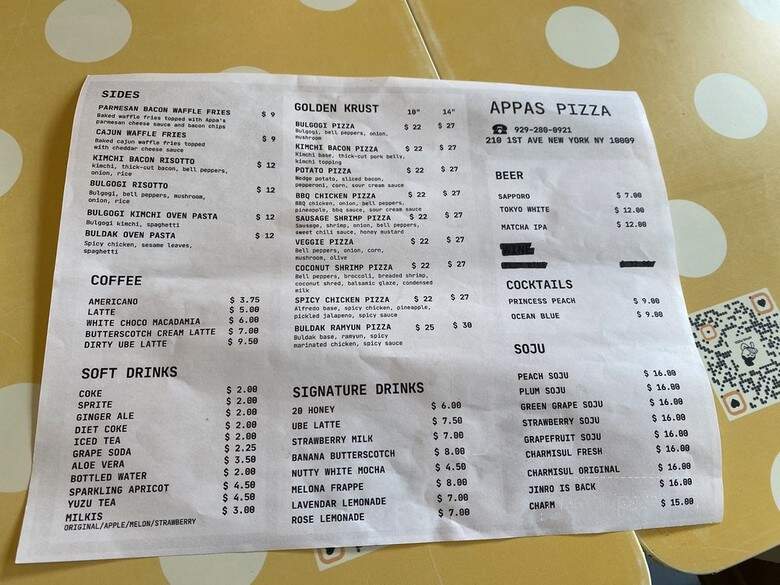 SIDES
PARMESAN BACON WAFFLE FRIES $ 9
Baked waffle fries topped with Appa's
parmesan cheese sauce and bacon chips
CAJUN WAFFLE FRIES $ 9
Baked cajun waffle fries topped
with cheddar cheese sauce
KIMCHI BACON RISOTTO $ 12
kimchi, thick-cut bacon, bell peppers,
onion, rice
BULGOGI RISOTTO $ 12
Bulgogi, bell peppers, mushroom,
onion, rice
BULGOGI KIMCHI OVEN PASTA $ 12
Bulgogi kimchi, spaghetti
BULDAK OVEN PASTA $ 12
Spicy chicken, sesame leaves,
spaghetti
COFFEE
AMERICANO $ 3.75
LATTE $ 5.00
WHITE CHOCO MACADAMIA $ 6.00
BUTTERSCOTCH CREAM LATTE $ 7.00
DIRTY UBE LATTE $ 9.50
SOFT DRINKS
COKE $ 2.00
SPRITE $ 2.00
GINGER ALE $ 2.00
DIET COKE $ 2.00
ICED TEA $ 2.00
GRAPE SODA $ 2.25
ALOE VERA $ 3.50
BOTTLED WATER $ 2.00
SPARKLING APRICOT $ 4.50
YUZU TEA $ 4.50
MILKIS $ 3.00
ORIGINAL/APPLE/MELON/STRAWBERRY
GOLDEN KRUST 10" 14"
BULGOGI PIZZA $ 22 $ 27
Bulgogi, bell peppers, onion,
mushroom
KIMCHI BACON PIZZA $ 22 $ 27
Kimchi base, thick-cut pork belly,
kimchi topping
POTATO PIZZA $ 22 $ 27
Wedge potato, sliced bacon,
pepperoni, corn, sour cream sauce
BBQ CHICKEN PIZZA $ 22 $ 27
BBQ chicken, onion, bell peppers,
pineapple, bbq sauce, sour cream sauce
SAUSAGE SHRIMP PIZZA $ 22 $ 27
Sausage, shrimp, onion, bell peppers,
sweet chili sauce, honey mustard
VEGGIE PIZZA $ 22 $ 27
Bell peppers, onion, corn,
mushroom, olive
COCONUT SHRIMP PIZZA $ 22 $ 27
Bell peppers, broccoli, breaded shrimp,
coconut shred, balsamic glaze, condensed
milk
SPICY CHICKEN PIZZA $ 22 $ 27
Alfredo base, spicy chicken, pineapple,
pickled jalapeno, spicy sauce
BULDAK RAMYUN PIZZA $ 25 $ 30
Buldak base, ramyun, spicy
marinated chicken, spicy sauce
SIGNATURE DRINKS
20 HONEY $ 6.00
UBE LATTE $ 7.50
STRAWBERRY MILK $ 7.00
BANANA BUTTERSCOTCH $ 8.00
NUTTY WHITE MOCHA $ 4.50
MELONA FRAPPE $ 8.00
LAVENDAR LEMONADE $ 7.00
ROSE LEMONADE $ 7.00
APPAS PIZZA
929-280-0921
210 1ST AVE NEW YORK NY 10009
BEER
SAPPORO $ 7.00
TOKYO WHITE $ 12.00
MATCHA IPA $ 12.00
COCKTAILS
PRINCESS PEACH $ 9.00
OCEAN BLUE $ 9.00
SOJU
PEACH SOJU $ 16.00
PLUM SOJU $ 16.00
GREEN GRAPE SOJU $ 16.00
STRAWBERRY SOJU $ 16.00
GRAPEFRUIT SOJU $ 16.00
CHARMISUL FRESH $ 16.00
CHARMISUL ORIGINAL $ 16.00
JINRO IS BACK $ 16.00
CHARM $ 15.00